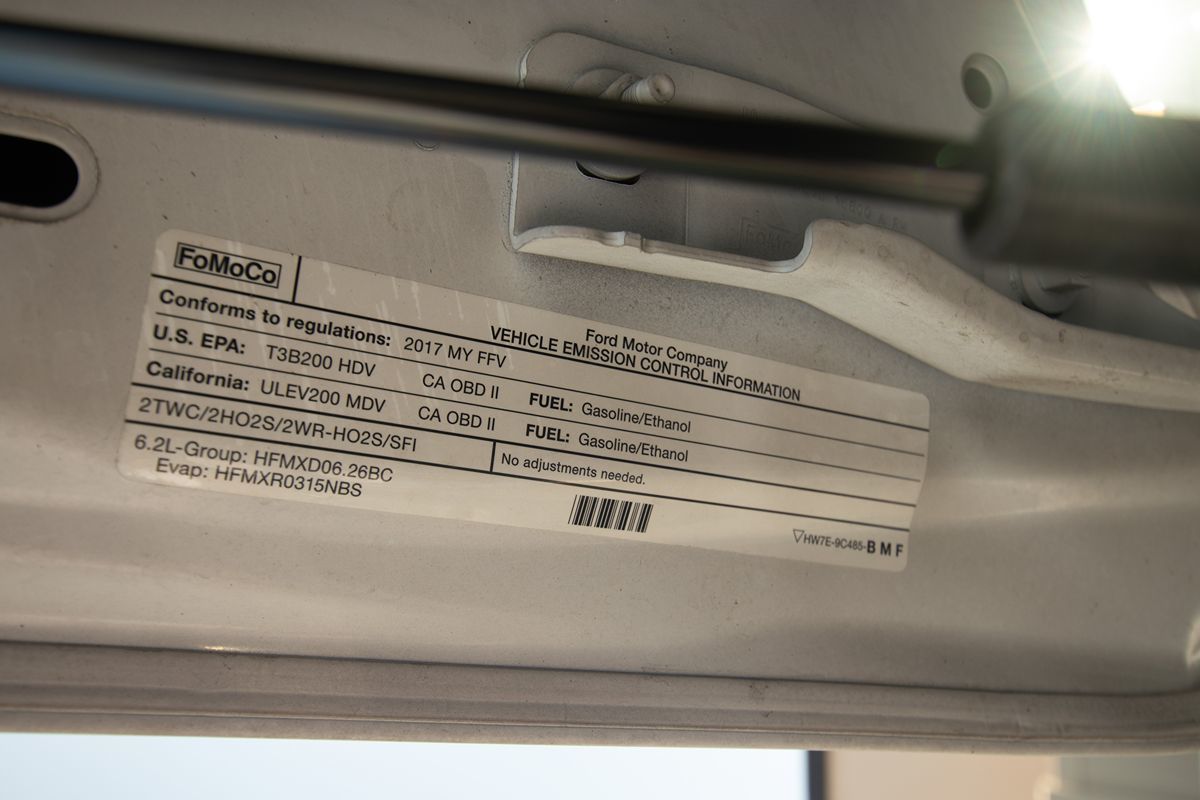 FoMoCo
Ford Motor Company
VEHICLE EMISSION CONTROL INFORMATION
Conforms to regulations: 2017 MY FFV
U.S. EPA: T3B200 HDV CA OBD II FUEL: Gasoline/Ethanol
California: ULEV200 MDV CA OBD II FUEL: Gasoline/Ethanol
2TWC/2HO2S/2WR-HO2S/SFI No adjustments needed.
6.2L-Group: HFMXD06.26BC
Evap: HFMXR0315NBS
HW7E-9C485-B M F